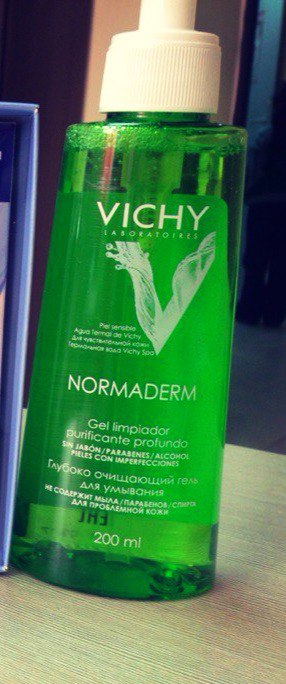 VICHY
LABORATOIRES
Piel sensible
Agua Termal de Vichy
Для чувствительной кожи
Термальная вода Vichy Spa
NORMADERM
Gel limpiador
purificante profundo
SIN JABÓN/PARABENES/ALCOHOL
PIELES CON IMPERFECCIONES
Глубоко очищающий гель
для умывания
НЕ СОДЕРЖИТ МЫЛА/ПАРАБЕНОВ/СПИРТА
ДЛЯ ПРОБЛЕМНОЙ КОЖИ
200 ml